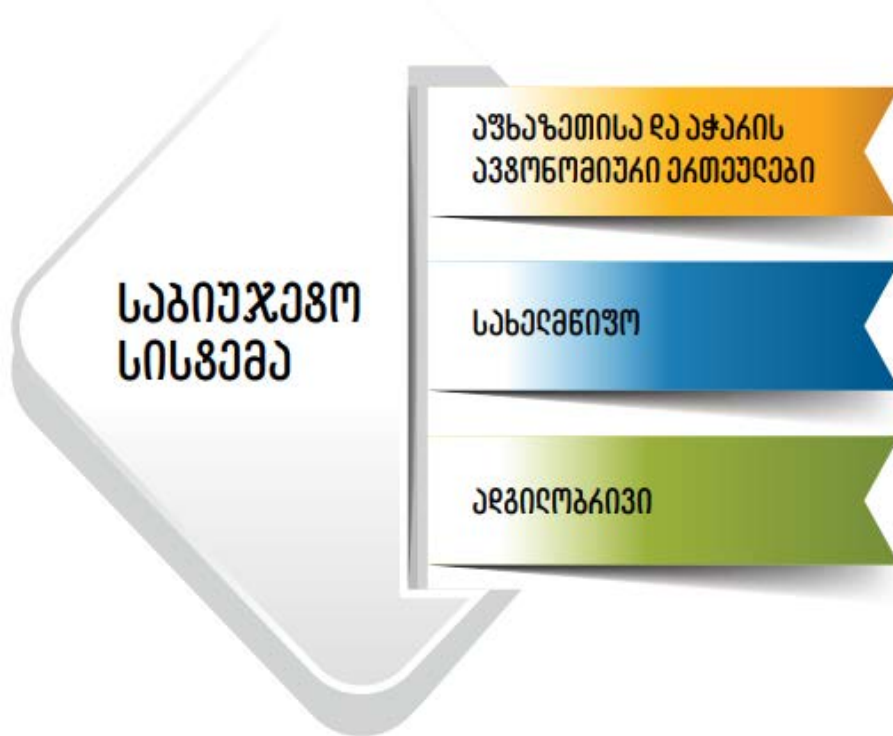 საბიუჯეტო
სისტემა
აფხაზეთისა და აჭარის
ავტონომიური ერთეულები
სახელმწიფო
ადგილობრივი